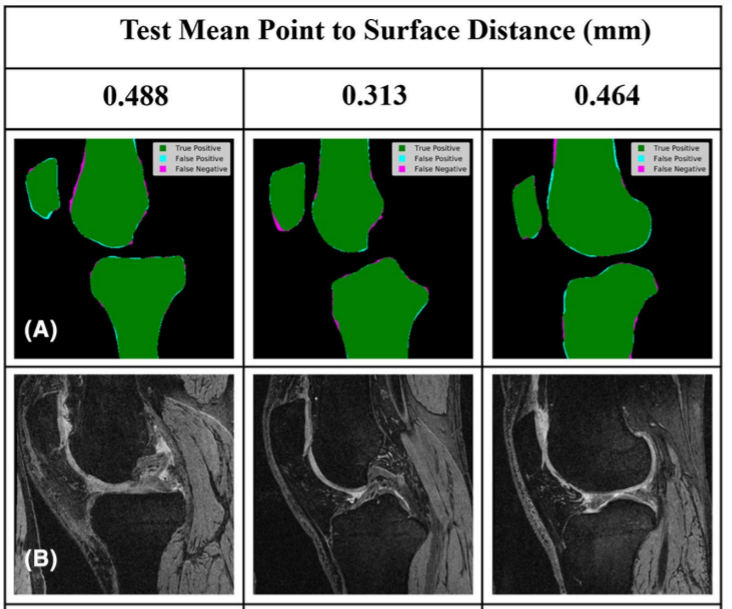 Test Mean Point to Surface Distance (mm)
0.488 0.313 0.464
True Positive
False Positive
False Negative
True Positive
False Positive
False Negative
True Positive
False Positive
False Negative
(A)
(B)